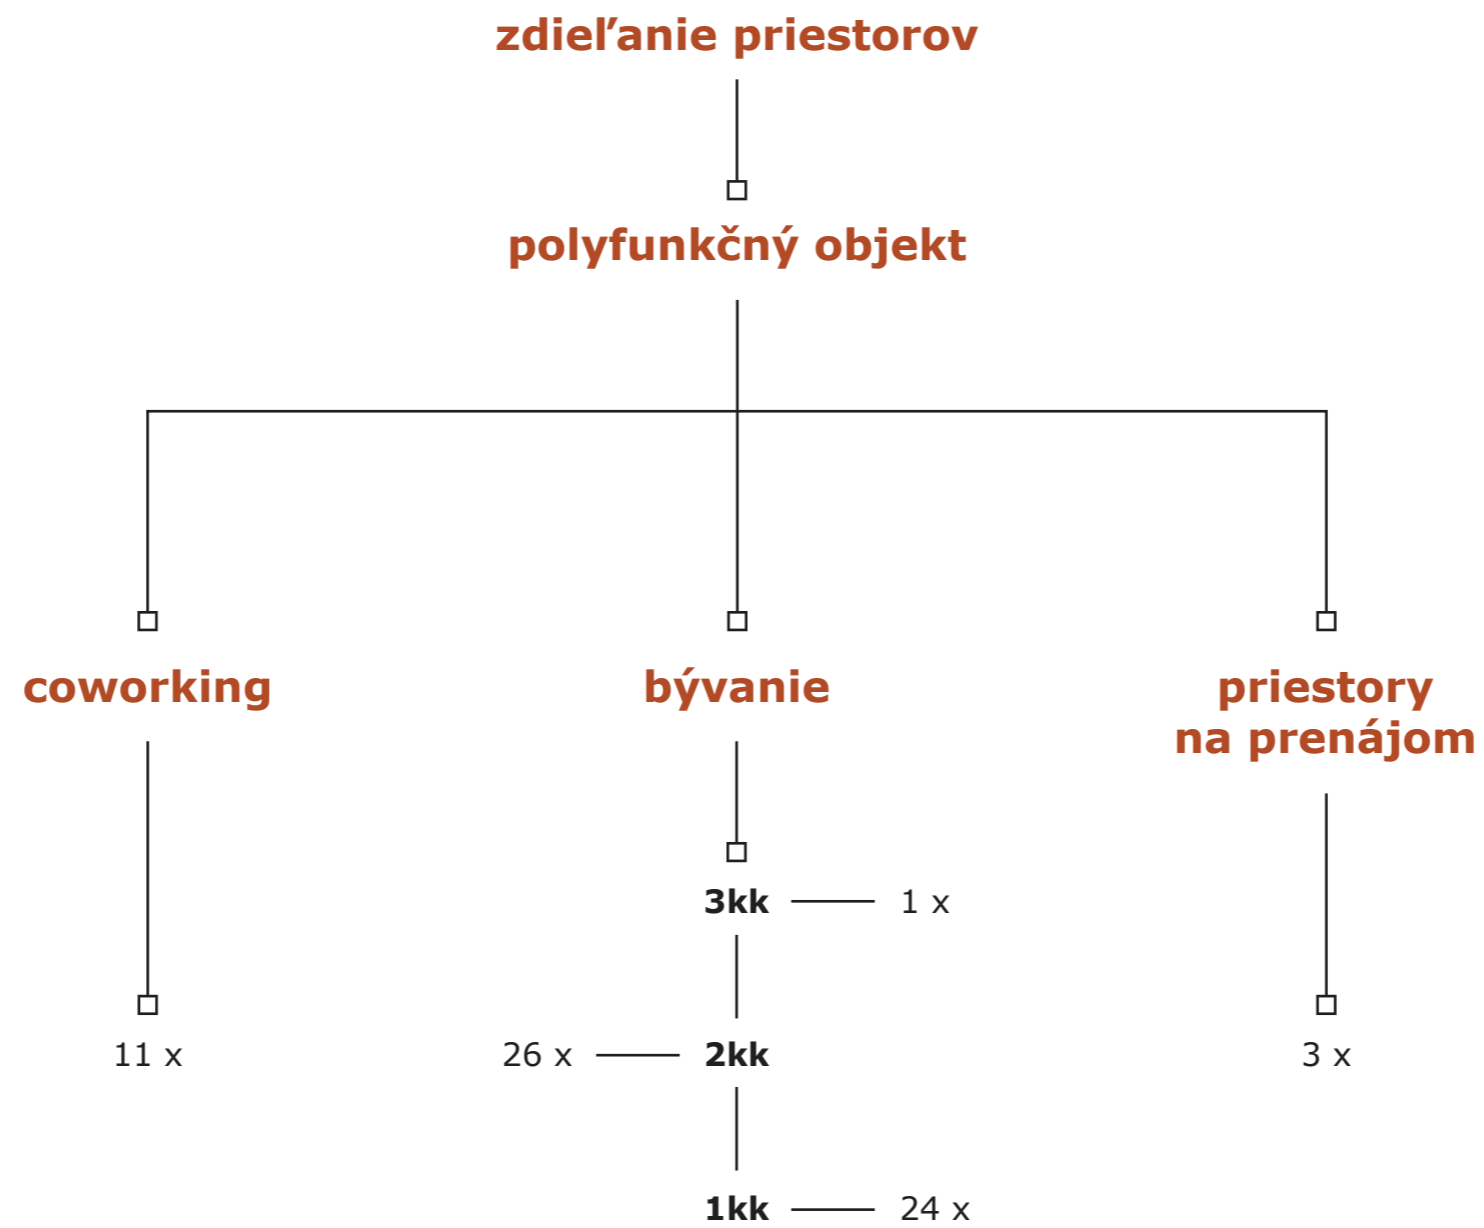 zdieľanie priestorov
polyfunkčný objekt
coworking
bývanie
priestory
na prenájom
3kk 1 x
11 x
26 x 2kk
3 x
1kk 24 x